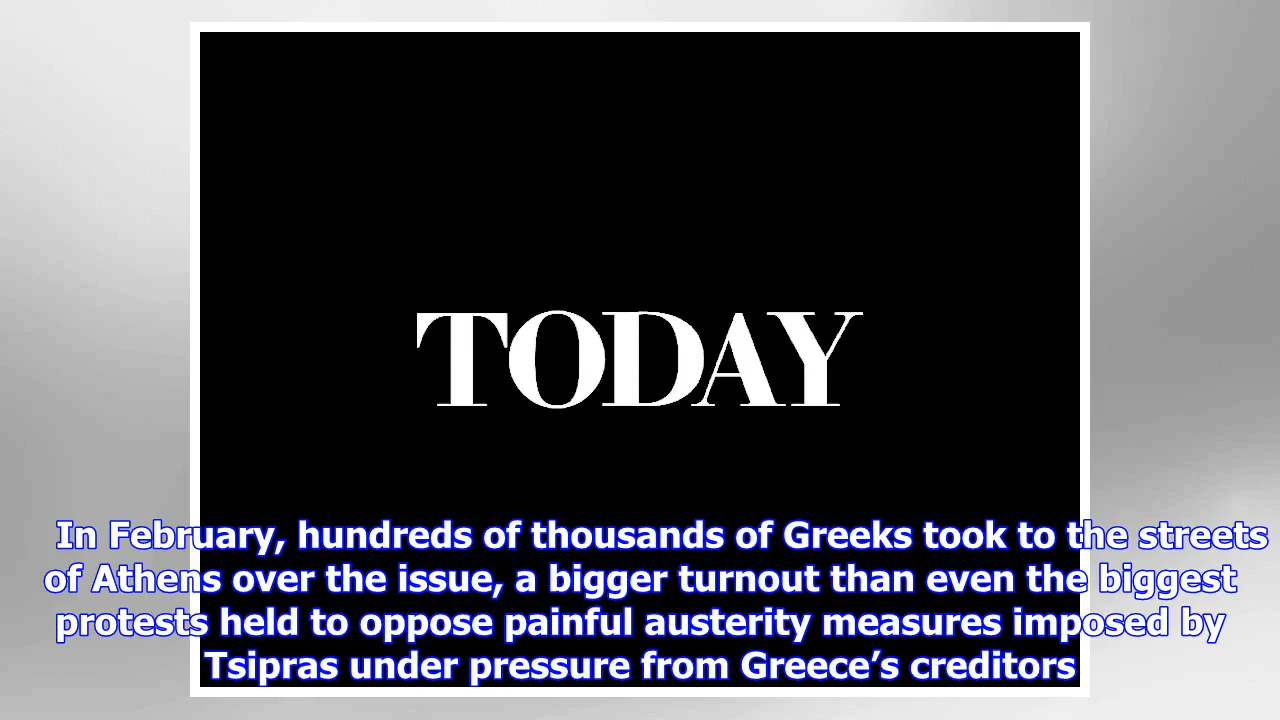 TODAY
In February, hundreds of thousands of Greeks took to the streets
of Athens over the issue, a bigger turnout than even the biggest
protests held to oppose painful austerity measures imposed by
Tsipras under pressure from Greece’s creditors